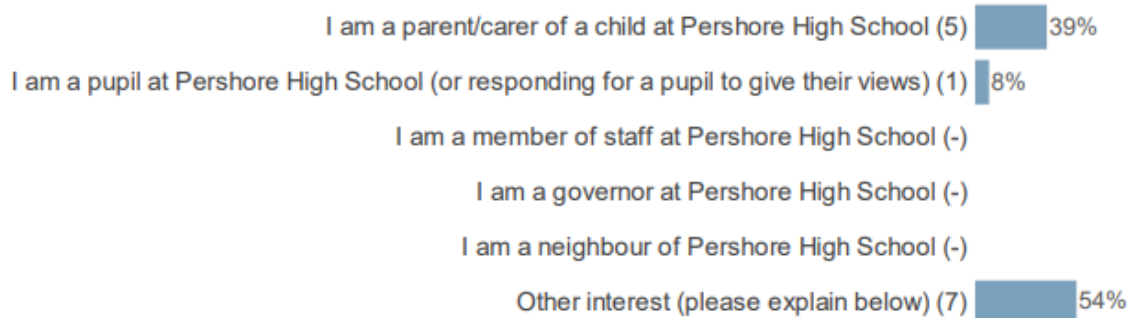 I am a parent/carer of a child at Pershore High School (5) 39%
I am a pupil at Pershore High School (or responding for a pupil to give their views) (1) 8%
I am a member of staff at Pershore High School (-)
I am a governor at Pershore High School (-)
I am a neighbour of Pershore High School (-)
Other interest (please explain below) (7) 54%